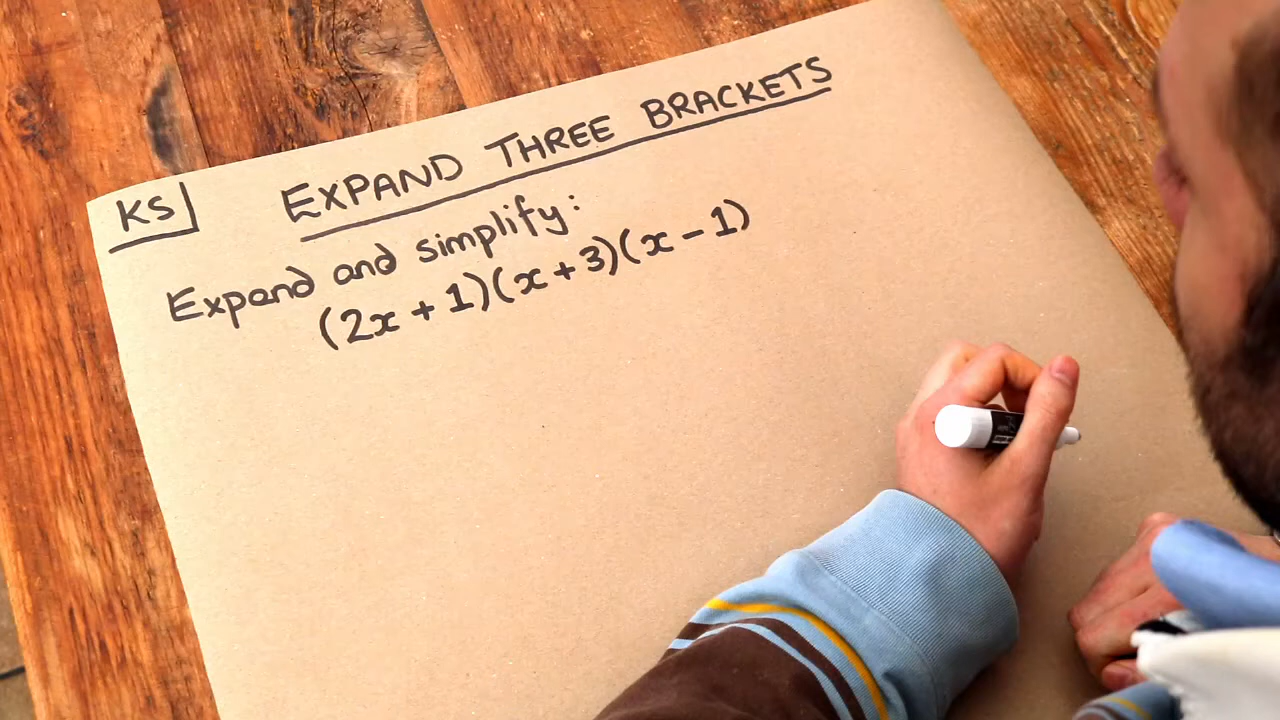 KS
EXPAND THREE BRACKETS
Expand and simplify:
(2x + 1)(x + 3)(x - 1)